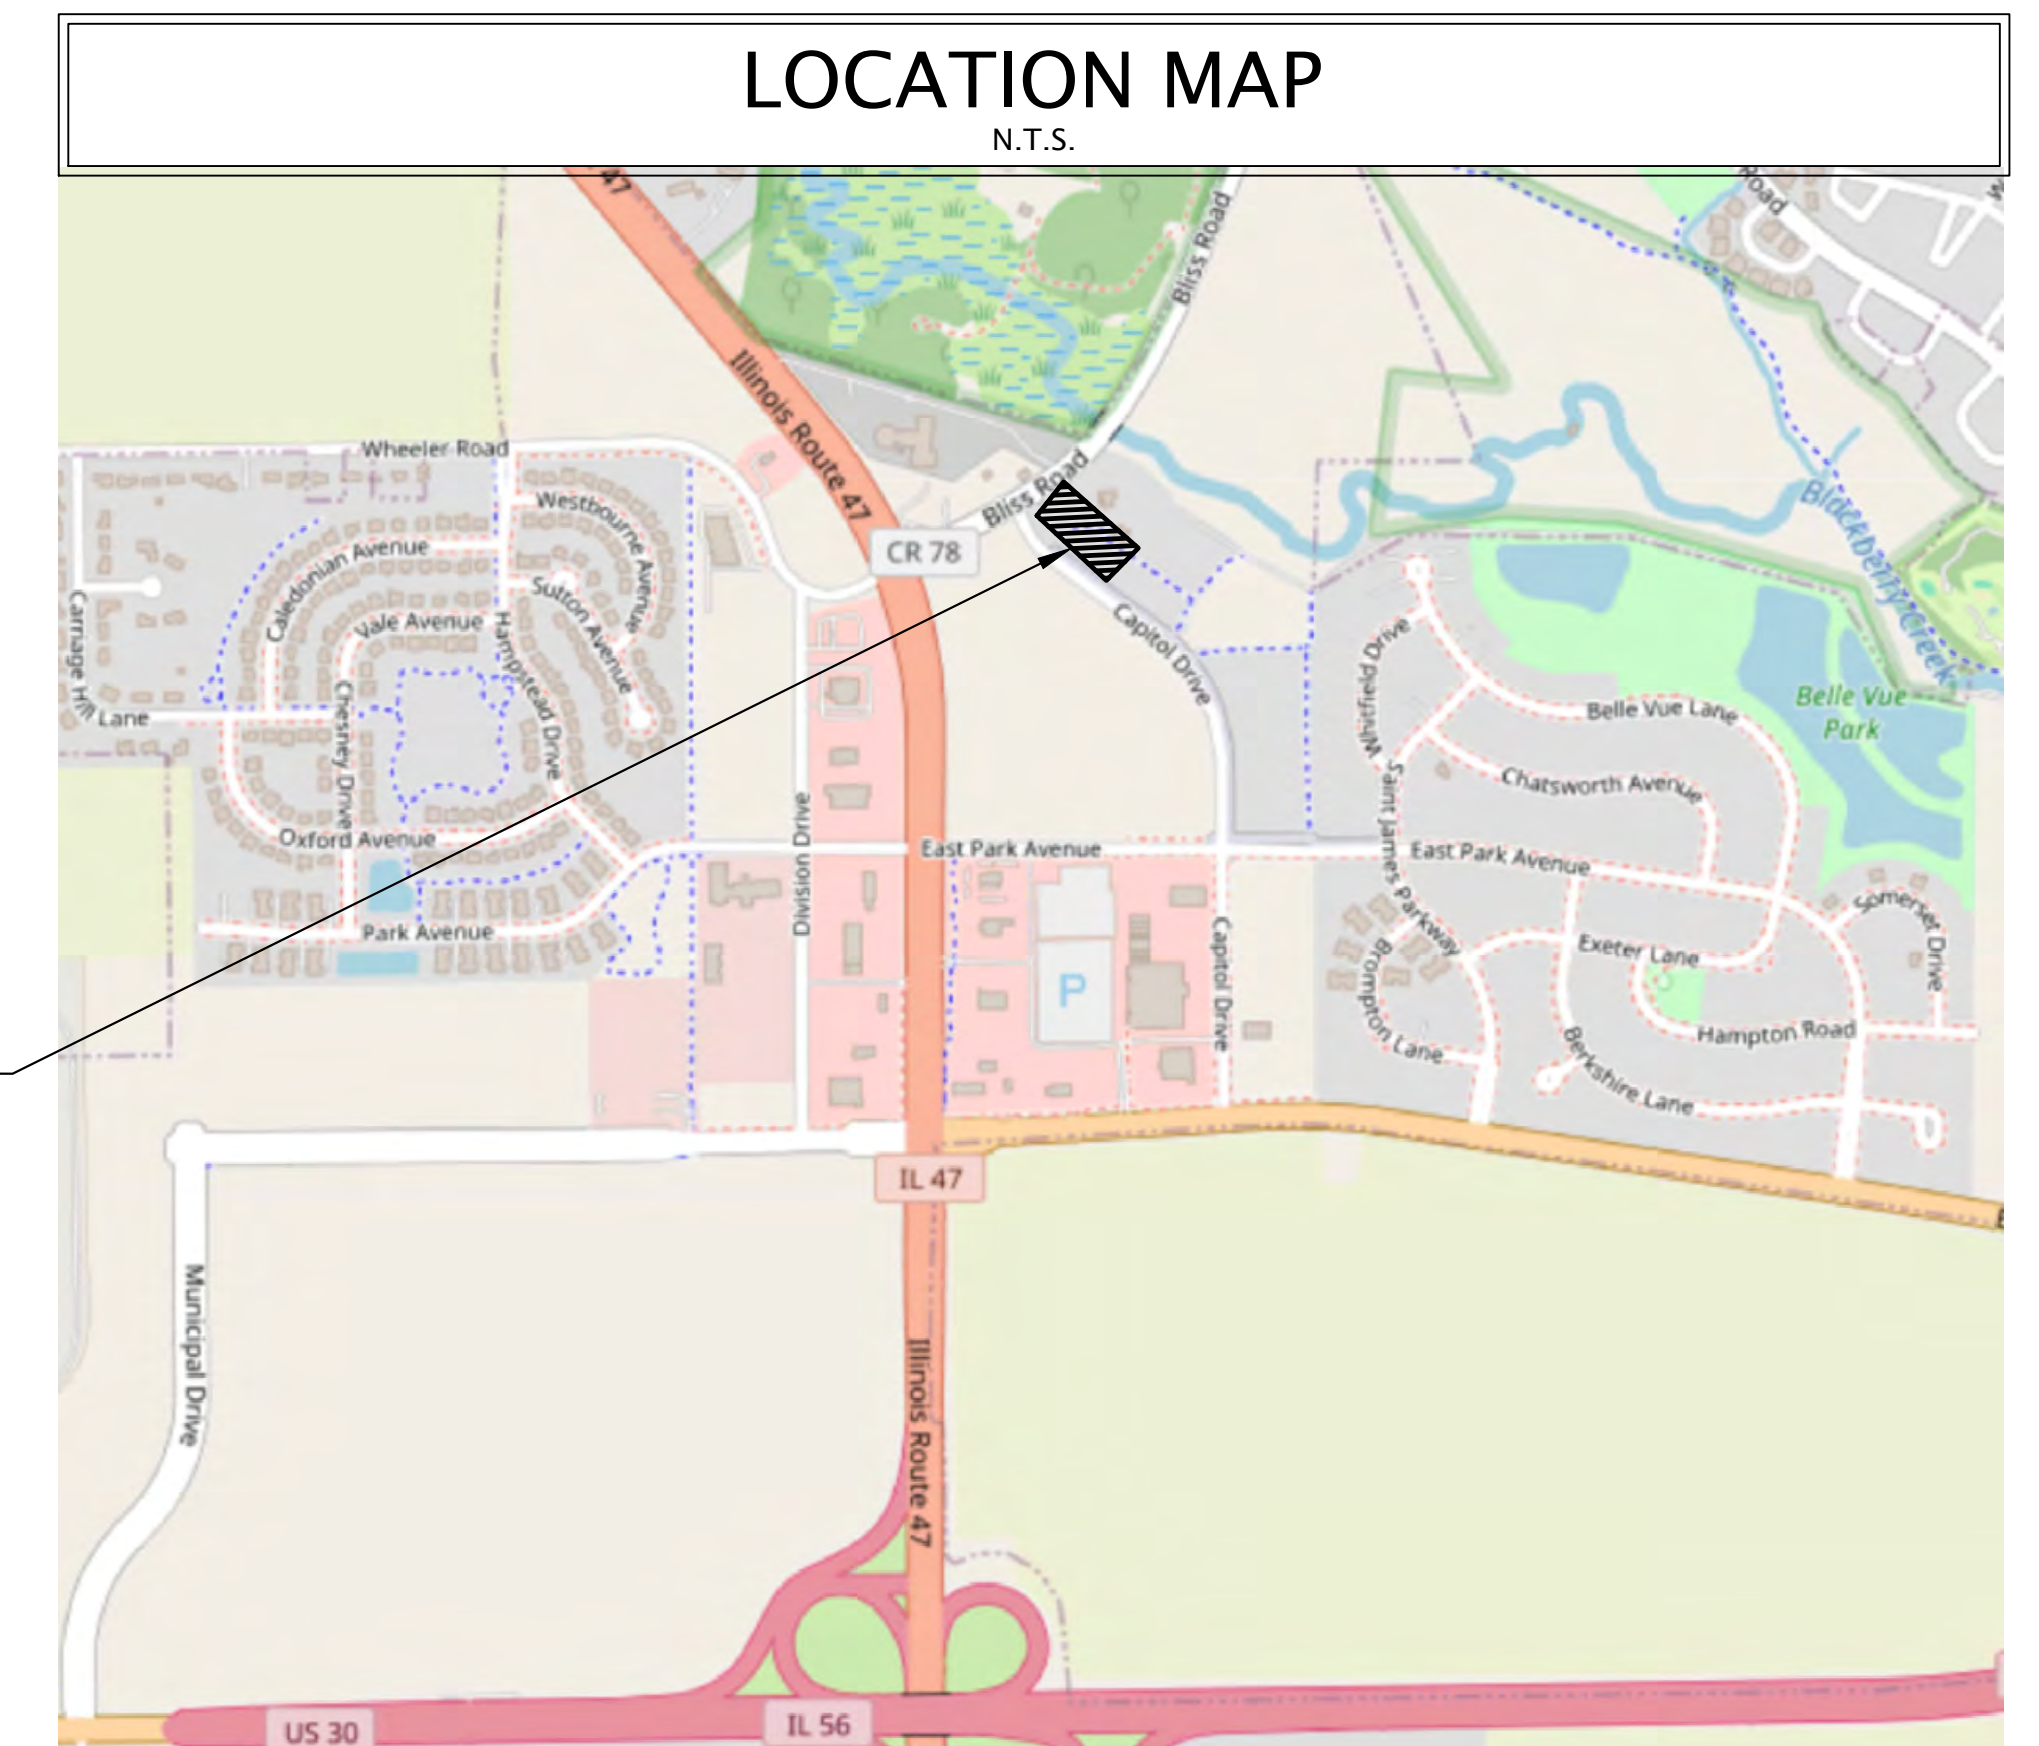 LOCATION MAP
N.T.S.
47
Road
Bliss Road
Illinois Route 47
Wheeler Road
Bliss Road
Westbourne Avenue
CR 78
Caledonian Avenue
Blackberry Creek
Sutton Avenue
Vale Avenue
Carriage Hill
Lane
Hampstead Drive
Chesney Drive
Capitol Drive
Whitfield Drive
Belle Vue Lane
Belle Vue
Park
Chatsworth Avenue
Saint James Parkway
Oxford Avenue
Division Drive
East Park Avenue
East Park Avenue
Park Avenue
Somerset Drive
Capitol Drive
Exeter Lane
Brompton Lane
P
Hampton Road
Berkshire Lane
IL 47
Municipal Drive
Illinois Route 47
US 30
IL 56